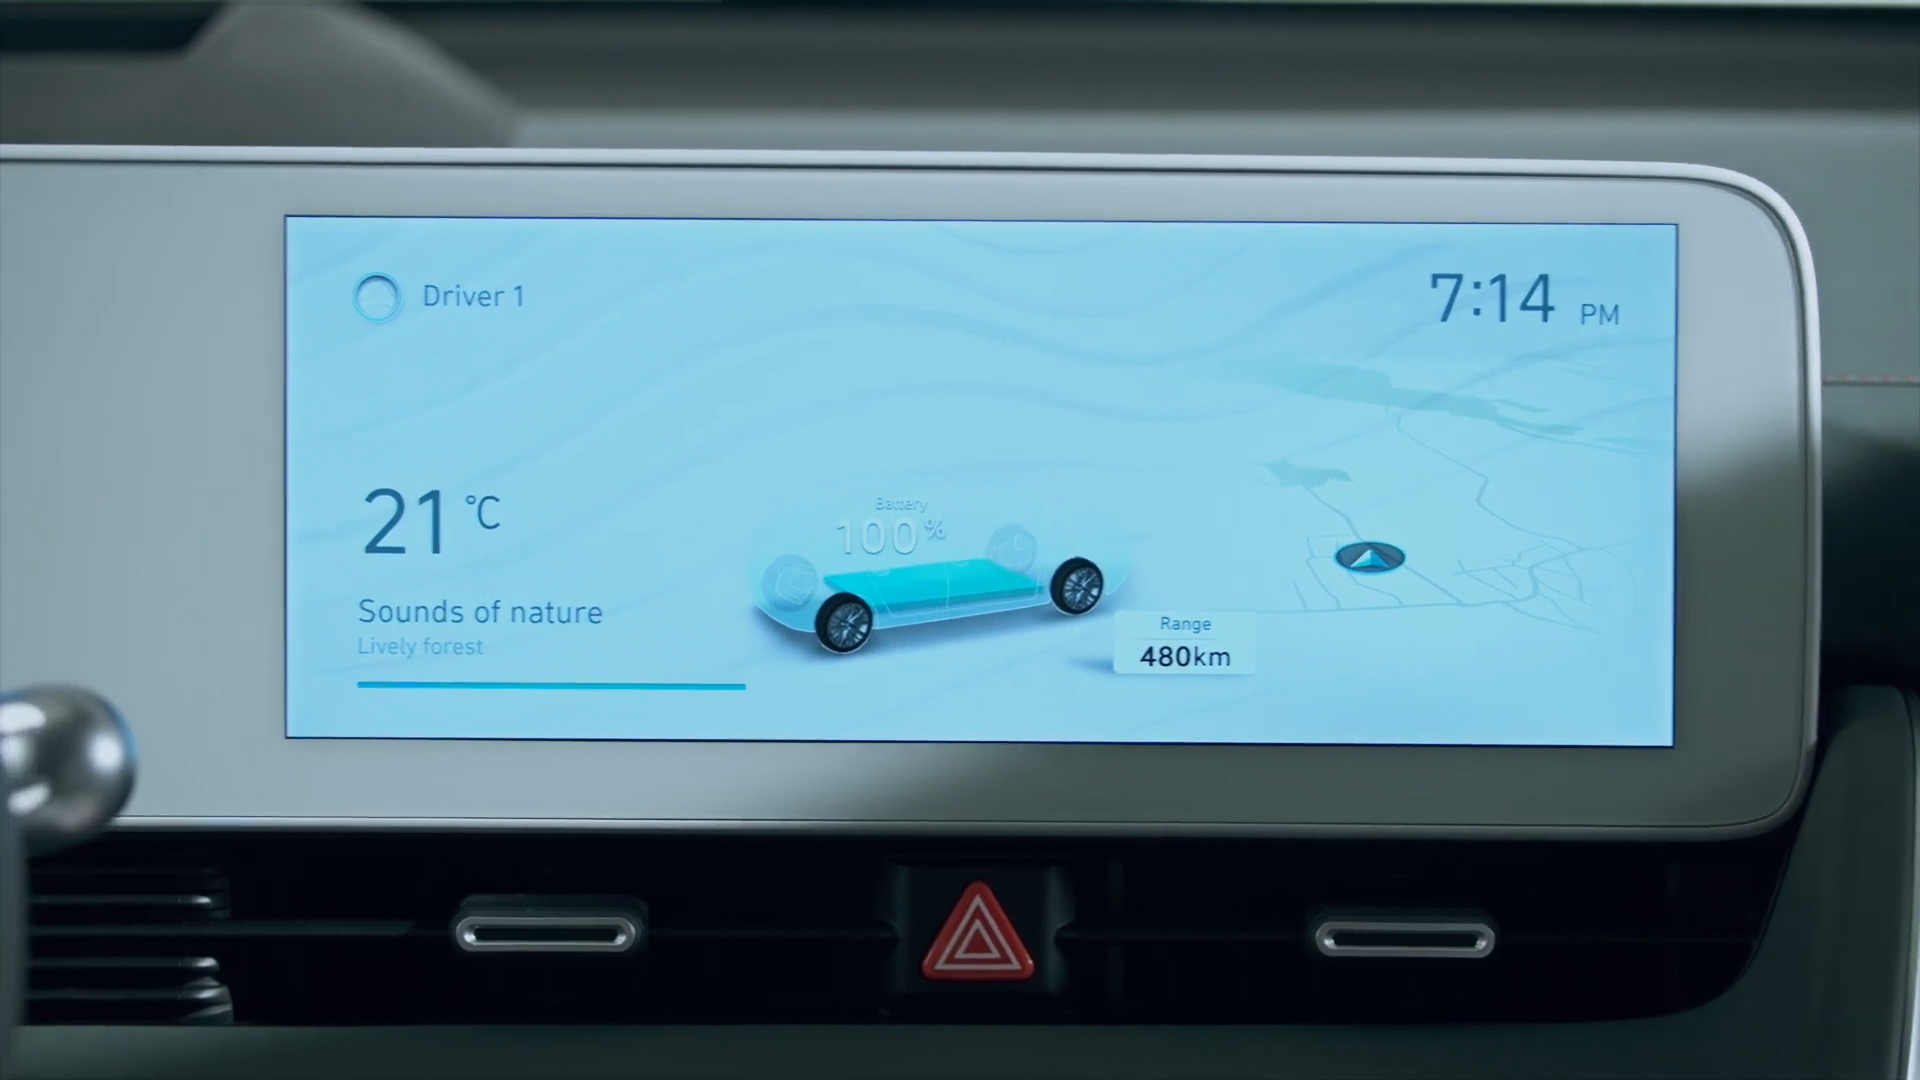 Driver 1
7:14 PM
21 °C
Battery
100%
Sounds of nature
Lively forest
Range
480km